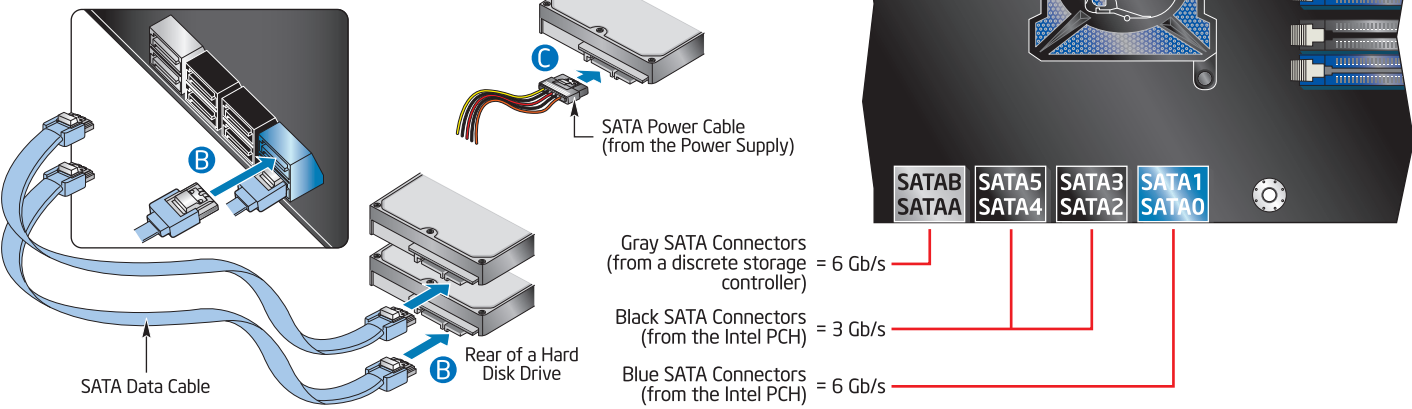 C
SATA Power Cable
(from the Power Supply)
B
B
Rear of a Hard
Disk Drive
SATA Data Cable
SATAB SATA5 SATA3 SATA1
SATAA SATA4 SATA2 SATA0
Gray SATA Connectors
(from a discrete storage = 6 Gb/s
controller)
Black SATA Connectors
(from the Intel PCH) = 3 Gb/s
Blue SATA Connectors
(from the Intel PCH) = 6 Gb/s